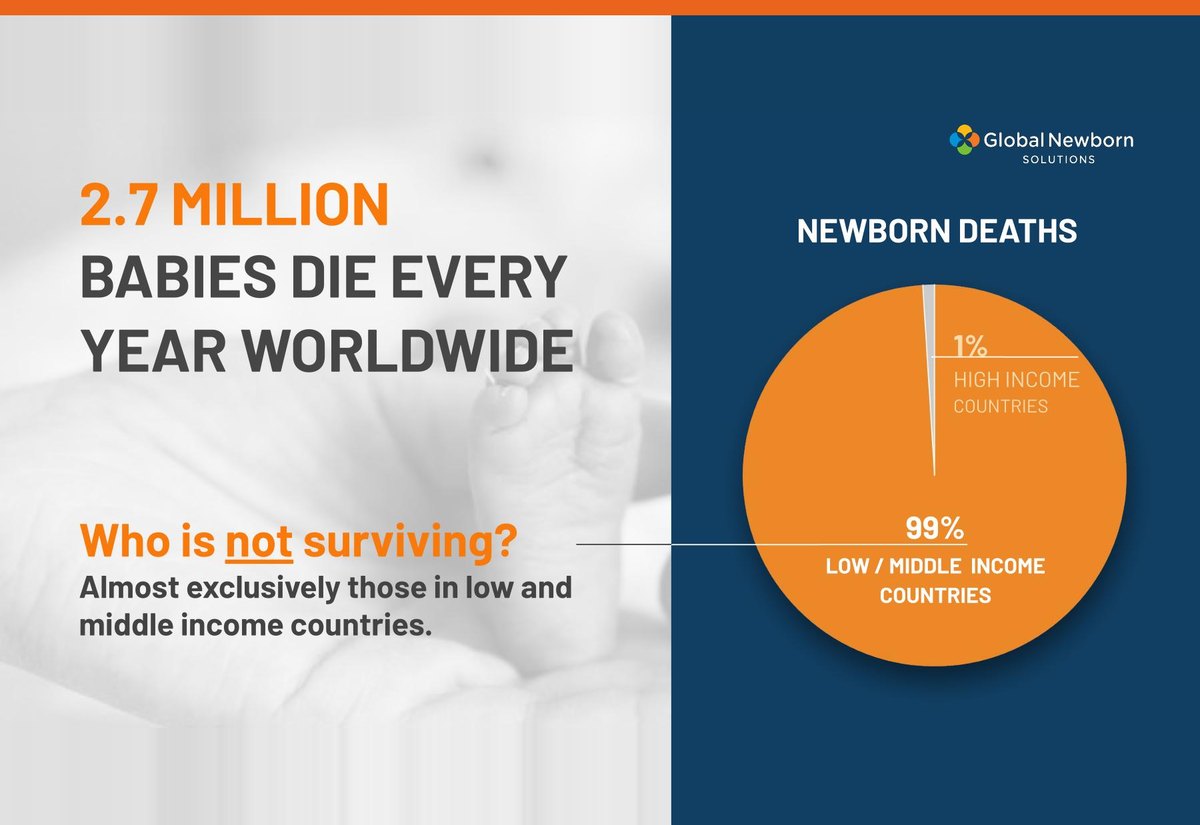 2.7 MILLION
BABIES DIE EVERY
YEAR WORLDWIDE
Who is not surviving?
Almost exclusively those in low and
middle income countries.
Global Newborn
SOLUTIONS
NEWBORN DEATHS
1%
HIGH INCOME
COUNTRIES
99%
LOW / MIDDLE INCOME
COUNTRIES